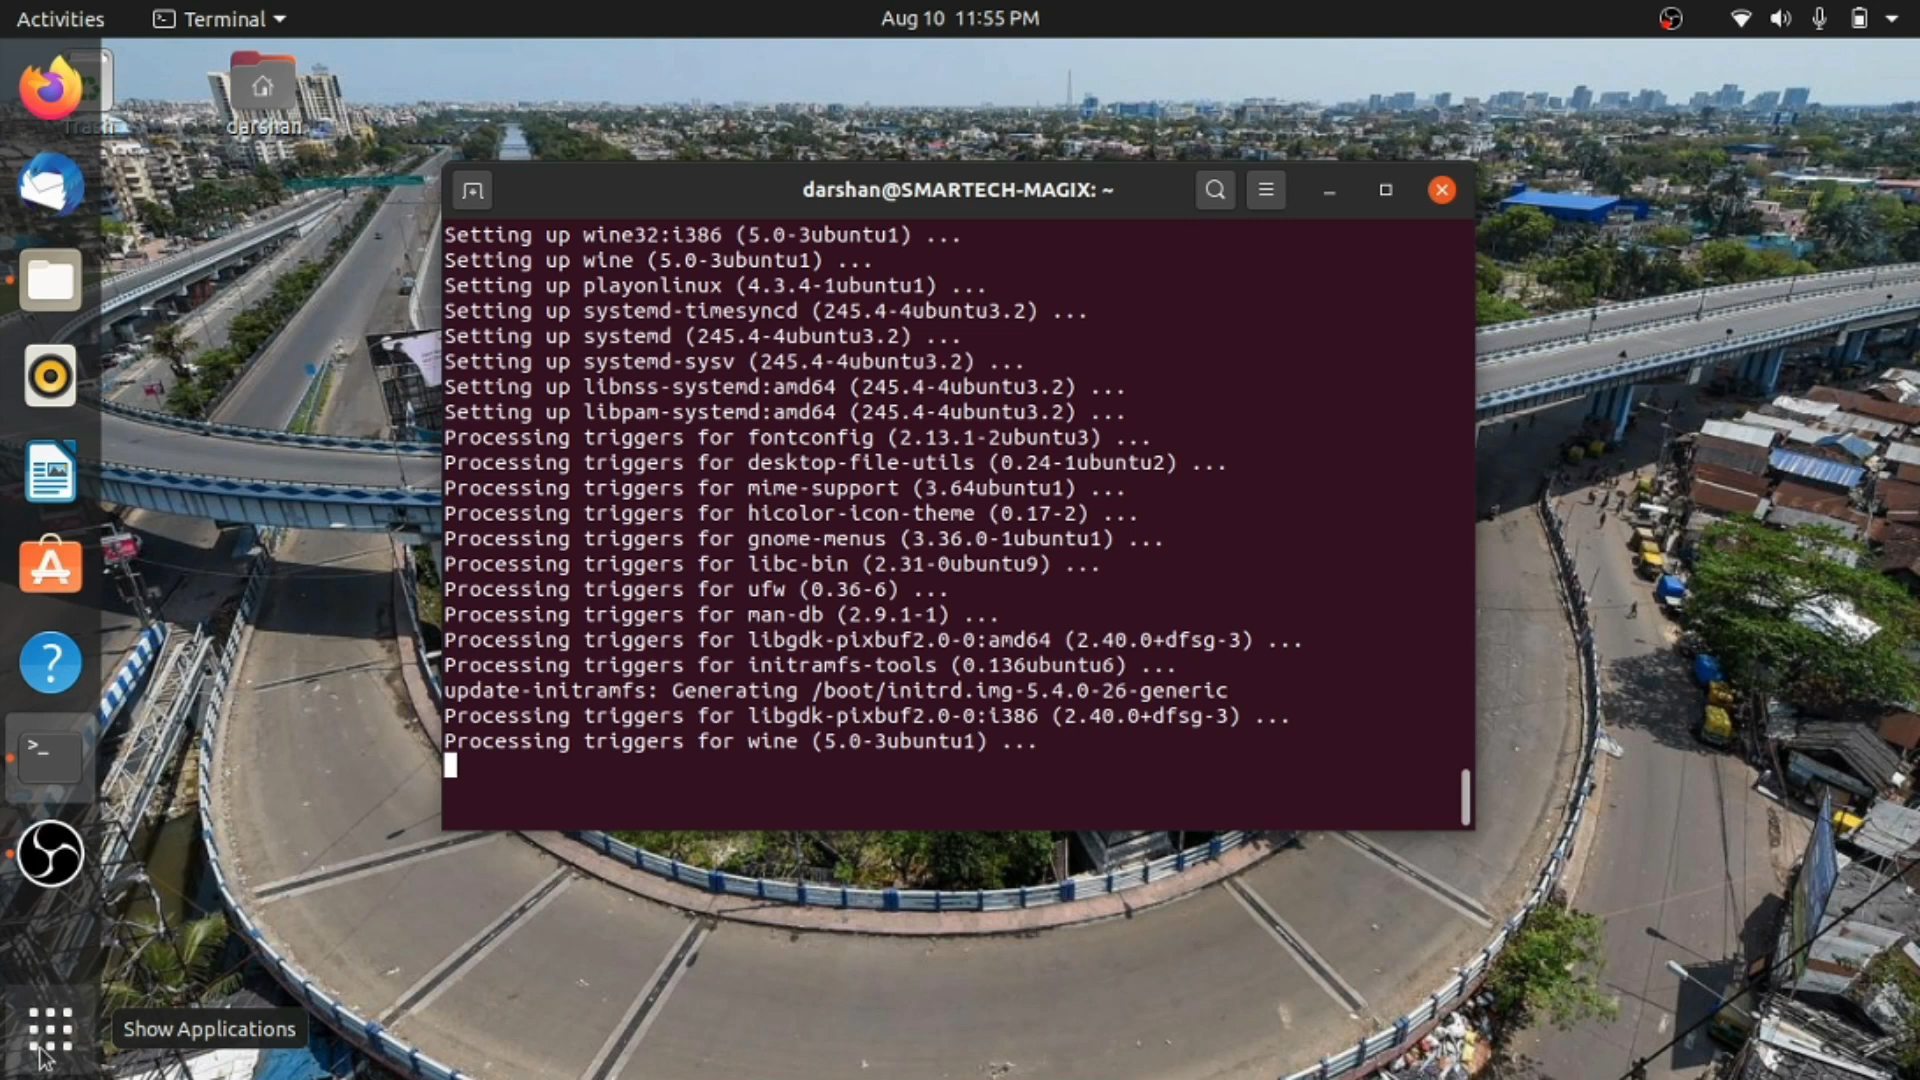 Activities
Terminal
Aug 10 11:55 PM
Trash
darshan
darshan@SMARTECH-MAGIX: ~
Setting up wine32:i386 (5.0-3ubuntu1) ...
Setting up wine (5.0-3ubuntu1) ...
Setting up playonlinux (4.3.4-1ubuntu1) ...
Setting up systemd-timesyncd (245.4-4ubuntu3.2) ...
Setting up systemd (245.4-4ubuntu3.2) ...
Setting up systemd-sysv (245.4-4ubuntu3.2) ...
Setting up libnss-systemd:amd64 (245.4-4ubuntu3.2) ...
Setting up libpam-systemd:amd64 (245.4-4ubuntu3.2) ...
Processing triggers for fontconfig (2.13.1-2ubuntu3) ...
Processing triggers for desktop-file-utils (0.24-1ubuntu2) ...
Processing triggers for mime-support (3.64ubuntu1) ...
Processing triggers for hicolor-icon-theme (0.17-2) ...
Processing triggers for gnome-menus (3.36.0-1ubuntu1) ...
Processing triggers for libc-bin (2.31-0ubuntu9) ...
Processing triggers for ufw (0.36-6) ...
Processing triggers for man-db (2.9.1-1) ...
Processing triggers for libgdk-pixbuf2.0-0:amd64 (2.40.0+dfsg-3) ...
Processing triggers for initramfs-tools (0.136ubuntu6) ...
update-initramfs: Generating /boot/initrd.img-5.4.0-26-generic
Processing triggers for libgdk-pixbuf2.0-0:i386 (2.40.0+dfsg-3) ...
Processing triggers for wine (5.0-3ubuntu1) ...
Show Applications